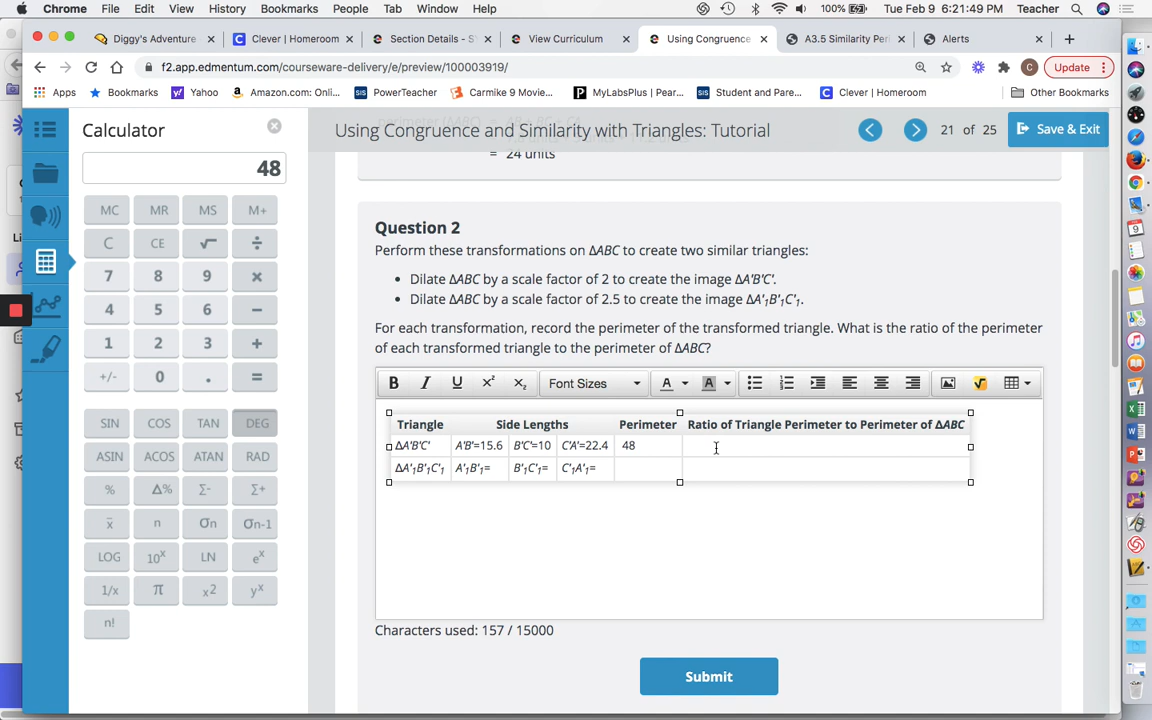 Chrome File Edit View History Bookmarks People Tab Window Help 100% Tue Feb 9 6:21:49 PM Teacher
Diggy's Adventure Clever | Homeroom Section Details - S View Curriculum Using Congruence A3.5 Similarity Per Alerts
f2.app.edmentum.com/courseware-delivery/e/preview/100003919/ C Update
Apps Bookmarks Yahoo Amazon.com: Onli... PowerTeacher Carmike 9 Movie... MyLabsPlus | Pear... Student and Pare... Clever | Homeroom Other Bookmarks
Calculator
Using Congruence and Similarity with Triangles: Tutorial 21 of 25 Save & Exit
48
= 24 units
MC MR MS M+
C CE √‾ ÷
7 8 9 ×
4 5 6 −
1 2 3 +
+/- 0 . =
SIN COS TAN DEG
ASIN ACOS ATAN RAD
% Δ% Σ- Σ+
x̅ n σn σn-1
LOG 10ˣ LN eˣ
1/x π x2 yˣ
n!
Question 2
Perform these transformations on ΔABC to create two similar triangles:
• Dilate ΔABC by a scale factor of 2 to create the image ΔA'B'C'.
• Dilate ΔABC by a scale factor of 2.5 to create the image ΔA'₁B'₁C'₁.
For each transformation, record the perimeter of the transformed triangle. What is the ratio of the perimeter
of each transformed triangle to the perimeter of ΔABC?
B I U X² X₂ Font Sizes A A
Triangle Side Lengths Perimeter Ratio of Triangle Perimeter to Perimeter of ΔABC
ΔA'B'C' A'B'=15.6 B'C'=10 C'A'=22.4 48
ΔA'₁B'₁C'₁ A'₁B'₁= B'₁C'₁= C'₁A'₁=
Characters used: 157 / 15000
Submit